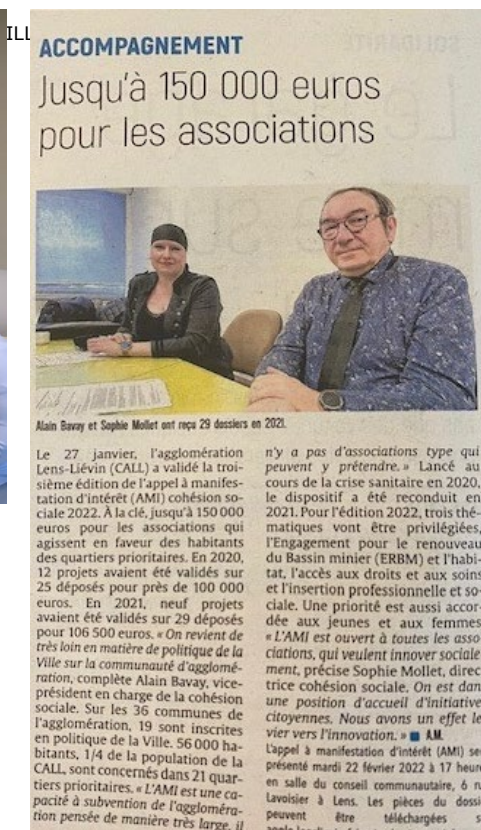 ILL
ACCOMPAGNEMENT
Jusqu'à 150 000 euros
pour les associations
Alain Bavay et Sophie Mollet ont reçu 29 dossiers en 2021.
Le 27 janvier, l'agglomération
Lens-Liévin (CALL) a validé la troi-
sième édition de l'appel à manifes-
tation d'intérêt (AMI) cohésion so-
ciale 2022. À la clé, jusqu'à 150 000
euros pour les associations qui
agissent en faveur des habitants
des quartiers prioritaires. En 2020,
12 projets avaient été validés sur
25 déposés pour près de 100 000
euros. En 2021, neuf projets
avaient été validés sur 29 déposés
pour 106 500 euros. « On revient de
très loin en matière de politique de la
Ville sur la communauté d'agglomé-
ration, complète Alain Bavay, vice-
président en charge de la cohésion
sociale. Sur les 36 communes de
l'agglomération, 19 sont inscrites
en politique de la Ville. 56 000 ha-
bitants, 1/4 de la population de la
CALL, sont concernés dans 21 quar-
tiers prioritaires. « L'AMI est une ca-
pacité à subvention de l'aggloméra-
tion pensée de manière très large, il
n'y a pas d'associations type qui
peuvent y prétendre. » Lancé au
cours de la crise sanitaire en 2020,
le dispositif a été reconduit en
2021. Pour l'édition 2022, trois thé-
matiques vont être privilégiées,
l'Engagement pour le renouveau
du Bassin minier (ERBM) et l'habi-
tat, l'accès aux droits et aux soins
et l'insertion professionnelle et so-
ciale. Une priorité est aussi accor-
dée aux jeunes et aux femmes
« L'AMI est ouvert à toutes les asso
ciations, qui veulent innover sociale
ment, précise Sophie Mollet, direc
trice cohésion sociale. On est dan
une position d'accueil d'initiative
citoyennes. Nous avons un effet le
vier vers l'innovation. » A.M.
L'appel à manifestation d'intérêt (AMI) se
présenté mardi 22 février 2022 à 17 heur
en salle du conseil communautaire, 6 r
Lavoisier à Lens. Les pièces du dossi
peuvent être téléchargées s